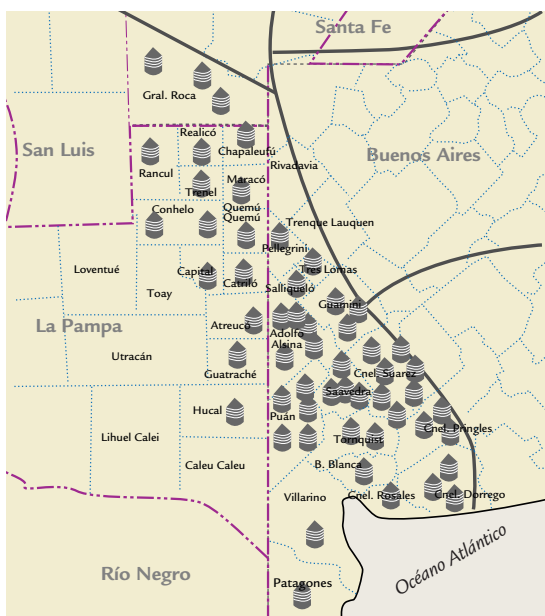 Santa Fe
Gral. Roca
Realicó
San Luis
Chapaleufú
Buenos Aires
Rancul
Rivadavia
Maracó
Trenel
Conhelo
Quemú
Quemú
Trenque Lauquen
Pellegrini
Loventué
Capital
Tres Lomas
Catriló
Salliqueló
Toay
Guamini
La Pampa
Atreucó
Adolfo
Alsina
Utracán
Guatraché
Cnel. Suarez
Saavedra
Hucal
Puán
Cnel. Pringles
Lihuel Calei
Tornquist
Caleu Caleu
B. Blanca
Villarino
Cnel. Rosales
Cnel. Dorrego
Océano Atlántico
Río Negro
Patagones